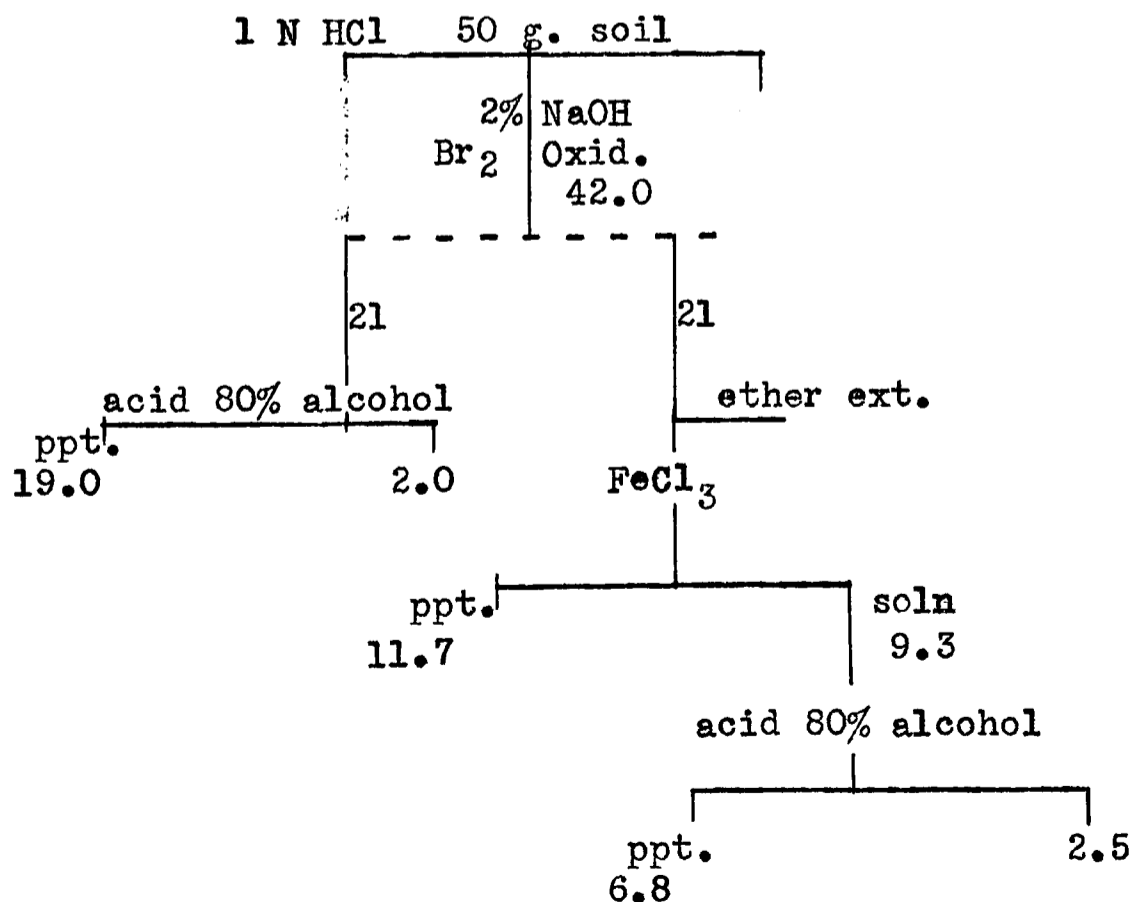 1 N HCl 50 g. soil
2% NaOH
Br2 Oxid.
42.0
21 21
acid 80% alcohol ether ext.
ppt.
19.0 2.0 FeCl3
ppt. soln
11.7 9.3
acid 80% alcohol
ppt. 2.5
6.8